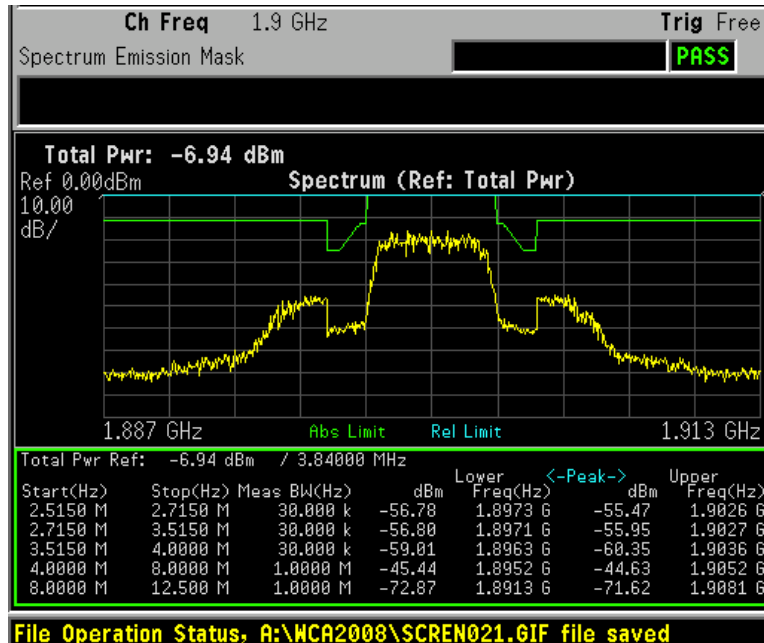 Ch Freq 1.9 GHz Trig Free
Spectrum Emission Mask PASS
Total Pwr: -6.94 dBm
Ref 0.00dBm Spectrum (Ref: Total Pwr)
10.00
dB/
1.887 GHz Abs Limit Rel Limit 1.913 GHz
Total Pwr Ref: -6.94 dBm / 3.84000 MHz
Lower <-Peak-> Upper
Start(Hz) Stop(Hz) Meas BW(Hz) dBm Freq(Hz) dBm Freq(Hz)
2.5150 M 2.7150 M 30.000 k -56.78 1.8973 G -55.47 1.9026 G
2.7150 M 3.5150 M 30.000 k -56.80 1.8971 G -55.95 1.9027 G
3.5150 M 4.0000 M 30.000 k -59.01 1.8963 G -60.35 1.9036 G
4.0000 M 8.0000 M 1.0000 M -45.44 1.8952 G -44.63 1.9052 G
8.0000 M 12.500 M 1.0000 M -72.87 1.8913 G -71.62 1.9081 G
File Operation Status, A:\WCA2008\SCREN021.GIF file saved